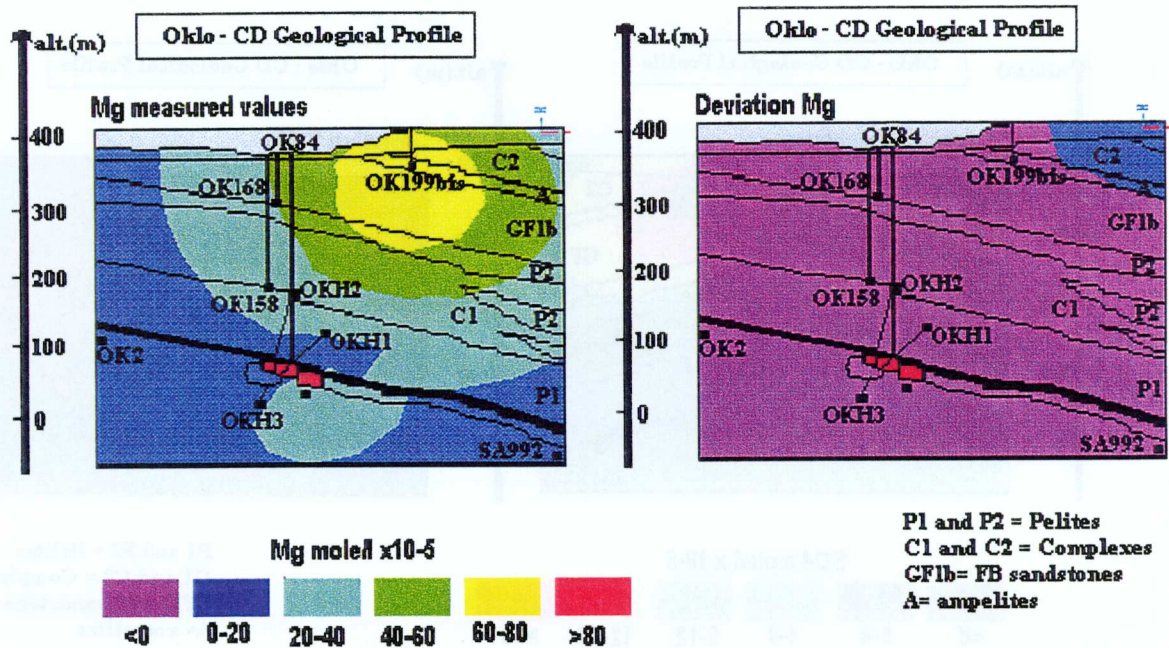 alt.(m)
Oklo - CD Geological Profile
Mg measured values
400
300
200
100
0
OK84
C2
OK168
OK199bis
A
GF1b
P2
OKH2
OK158
C1
P2
OKH1
OK2
P1
OKH3
SA992
alt.(m)
Oklo - CD Geological Profile
Deviation Mg
400
300
200
100
0
OK84
C2
OK168
OK199bis
A
GF1b
P2
OKH2
OK158
C1
P2
OKH1
OK2
P1
OKH3
SA992
Mg mole/l x10-5
<0 0-20 20-40 40-60 60-80 >80
P1 and P2 = Pelites
C1 and C2 = Complexes
GF1b= FB sandstones
A= ampelites